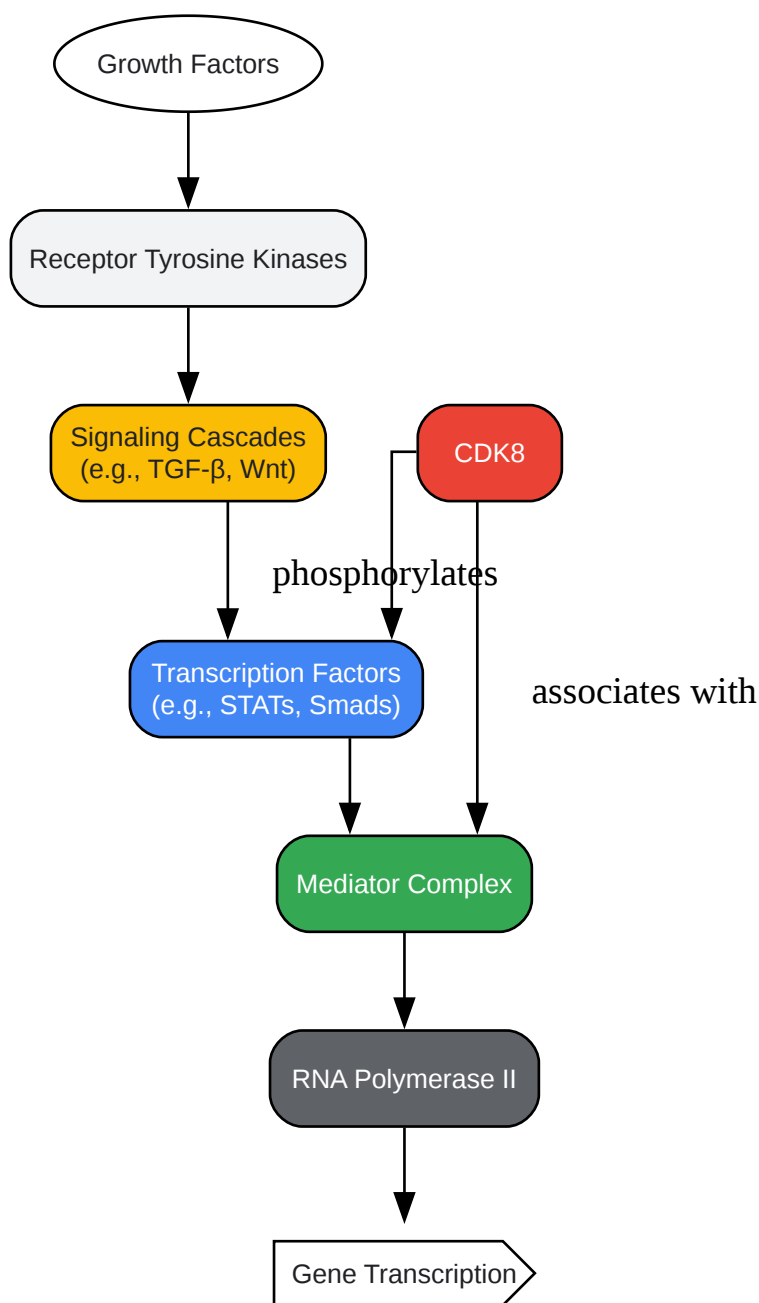 Growth Factors
Receptor Tyrosine Kinases
Signaling Cascades
(e.g., TGF-β, Wnt)
CDK8
phosphorylates
Transcription Factors
(e.g., STATs, Smads)
associates with
Mediator Complex
RNA Polymerase II
Gene Transcription